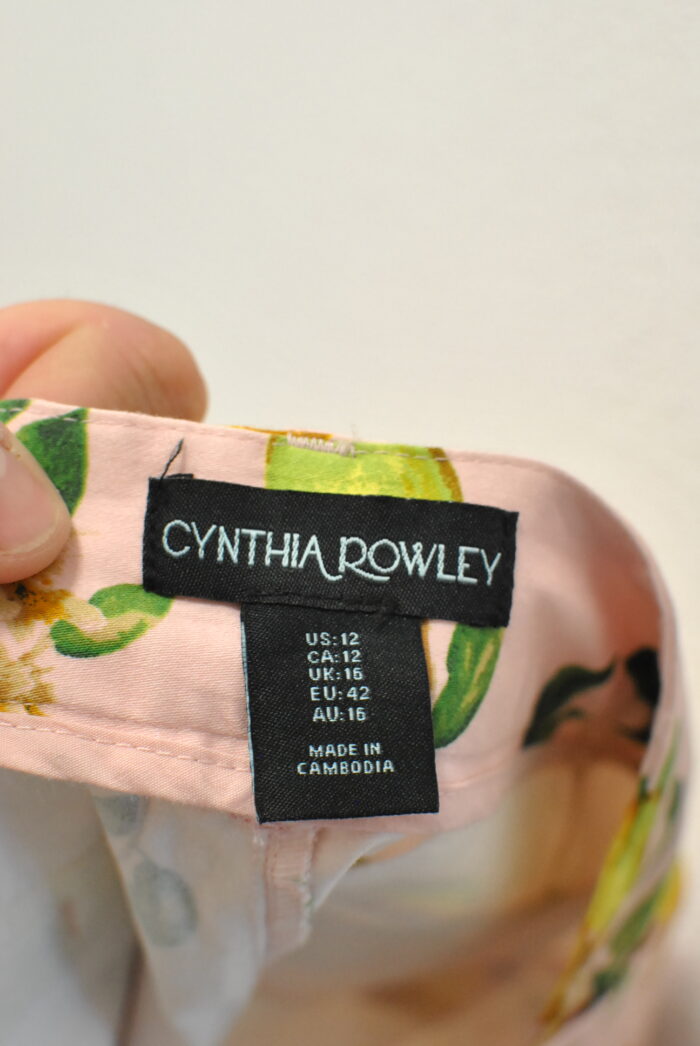 CYNTHIA ROWLEY
US: 12
CA: 12
UK: 16
EU: 42
AU: 16
MADE IN
CAMBODIA